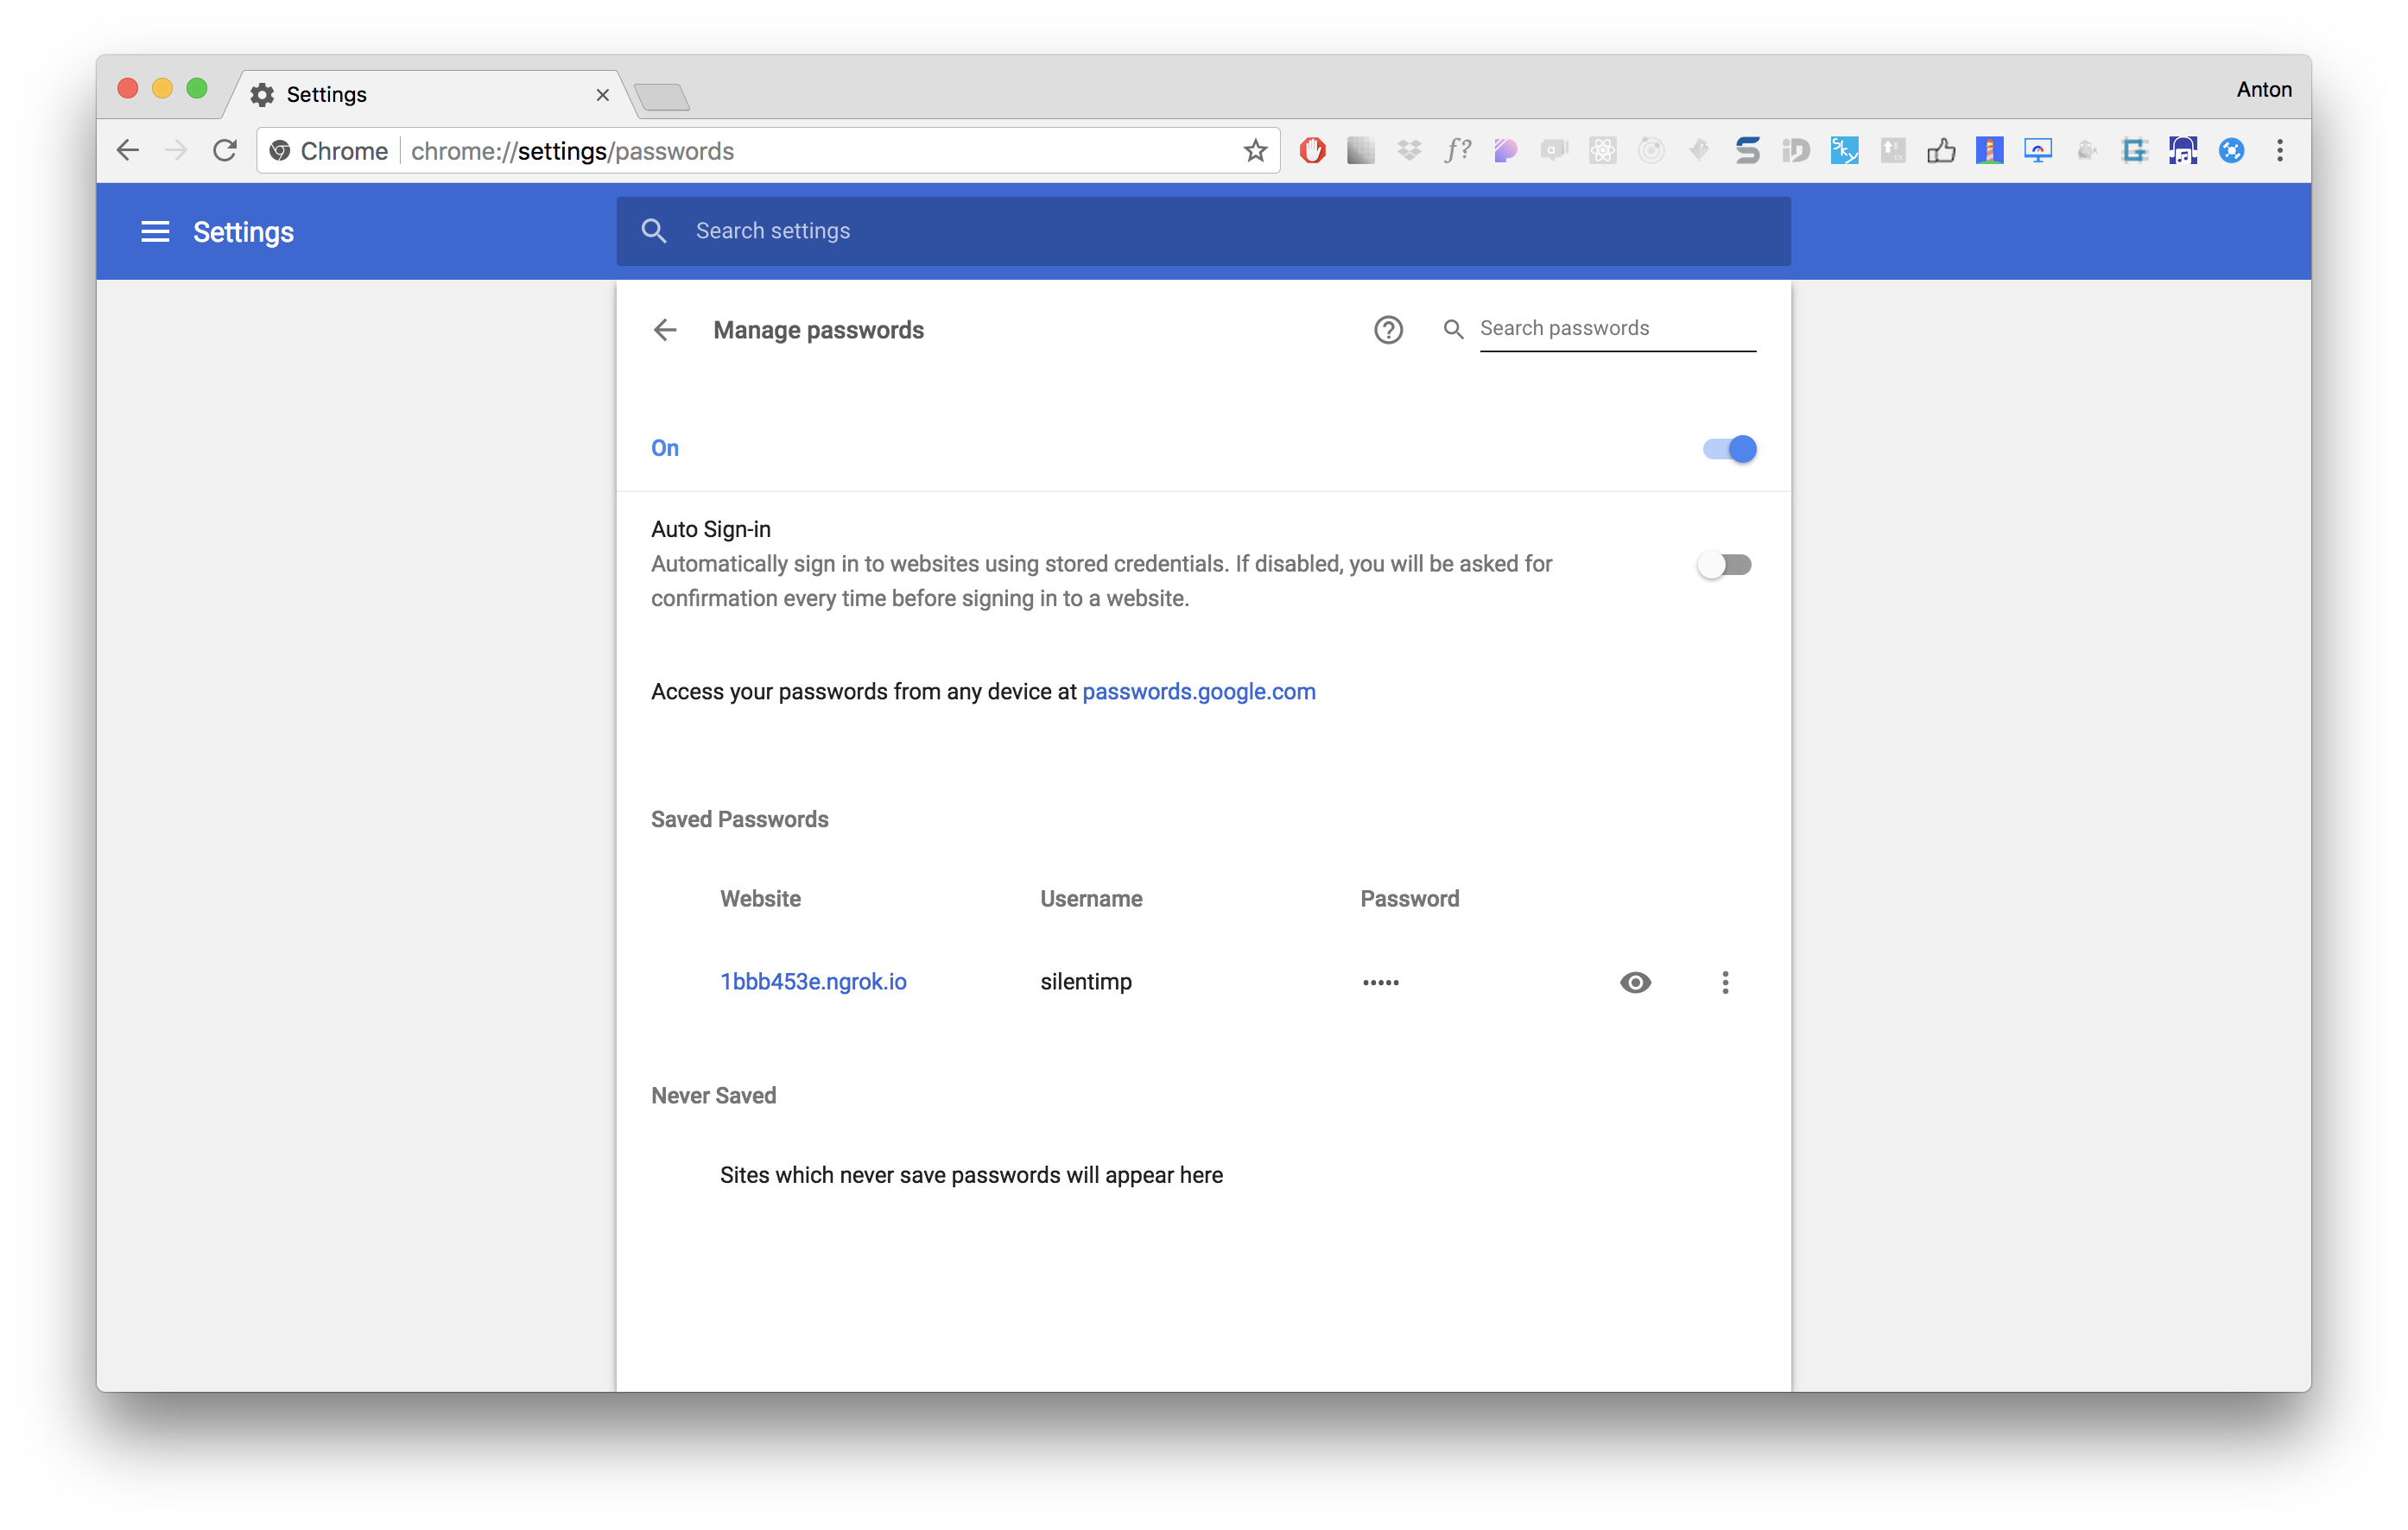 Settings
Anton
Chrome chrome://settings/passwords
f?
Sky
Settings
Search settings
Manage passwords
Search passwords
On
Auto Sign-in
Automatically sign in to websites using stored credentials. If disabled, you will be asked for
confirmation every time before signing in to a website.
Access your passwords from any device at passwords.google.com
Saved Passwords
Website Username Password
1bbb453e.ngrok.io silentimp •••••
Never Saved
Sites which never save passwords will appear here